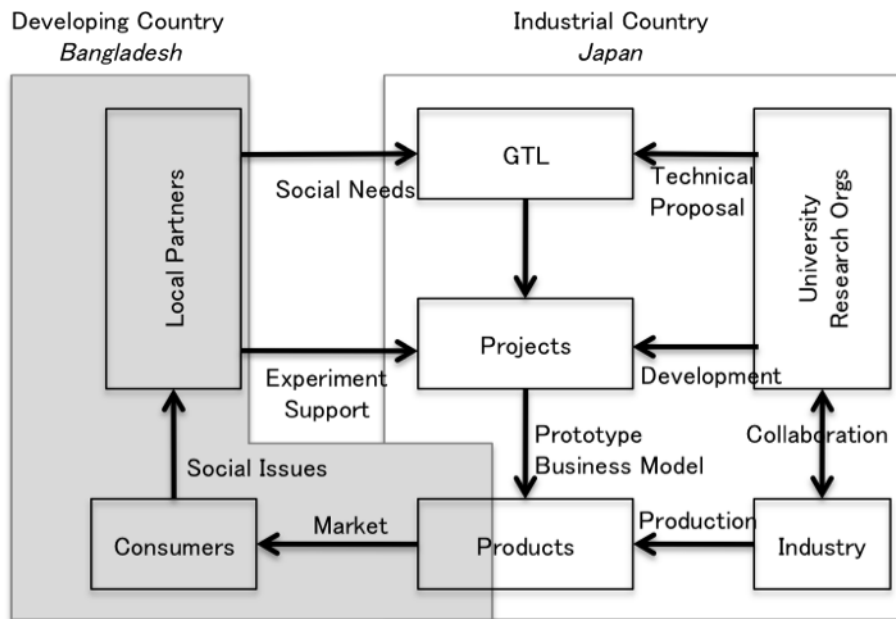 Developing Country
Bangladesh
Industrial Country
Japan
Local Partners
GTL
University
Research Orgs
Social Needs
Technical
Proposal
Projects
Experiment
Support
Development
Prototype
Business Model
Collaboration
Social Issues
Consumers
Market
Products
Production
Industry